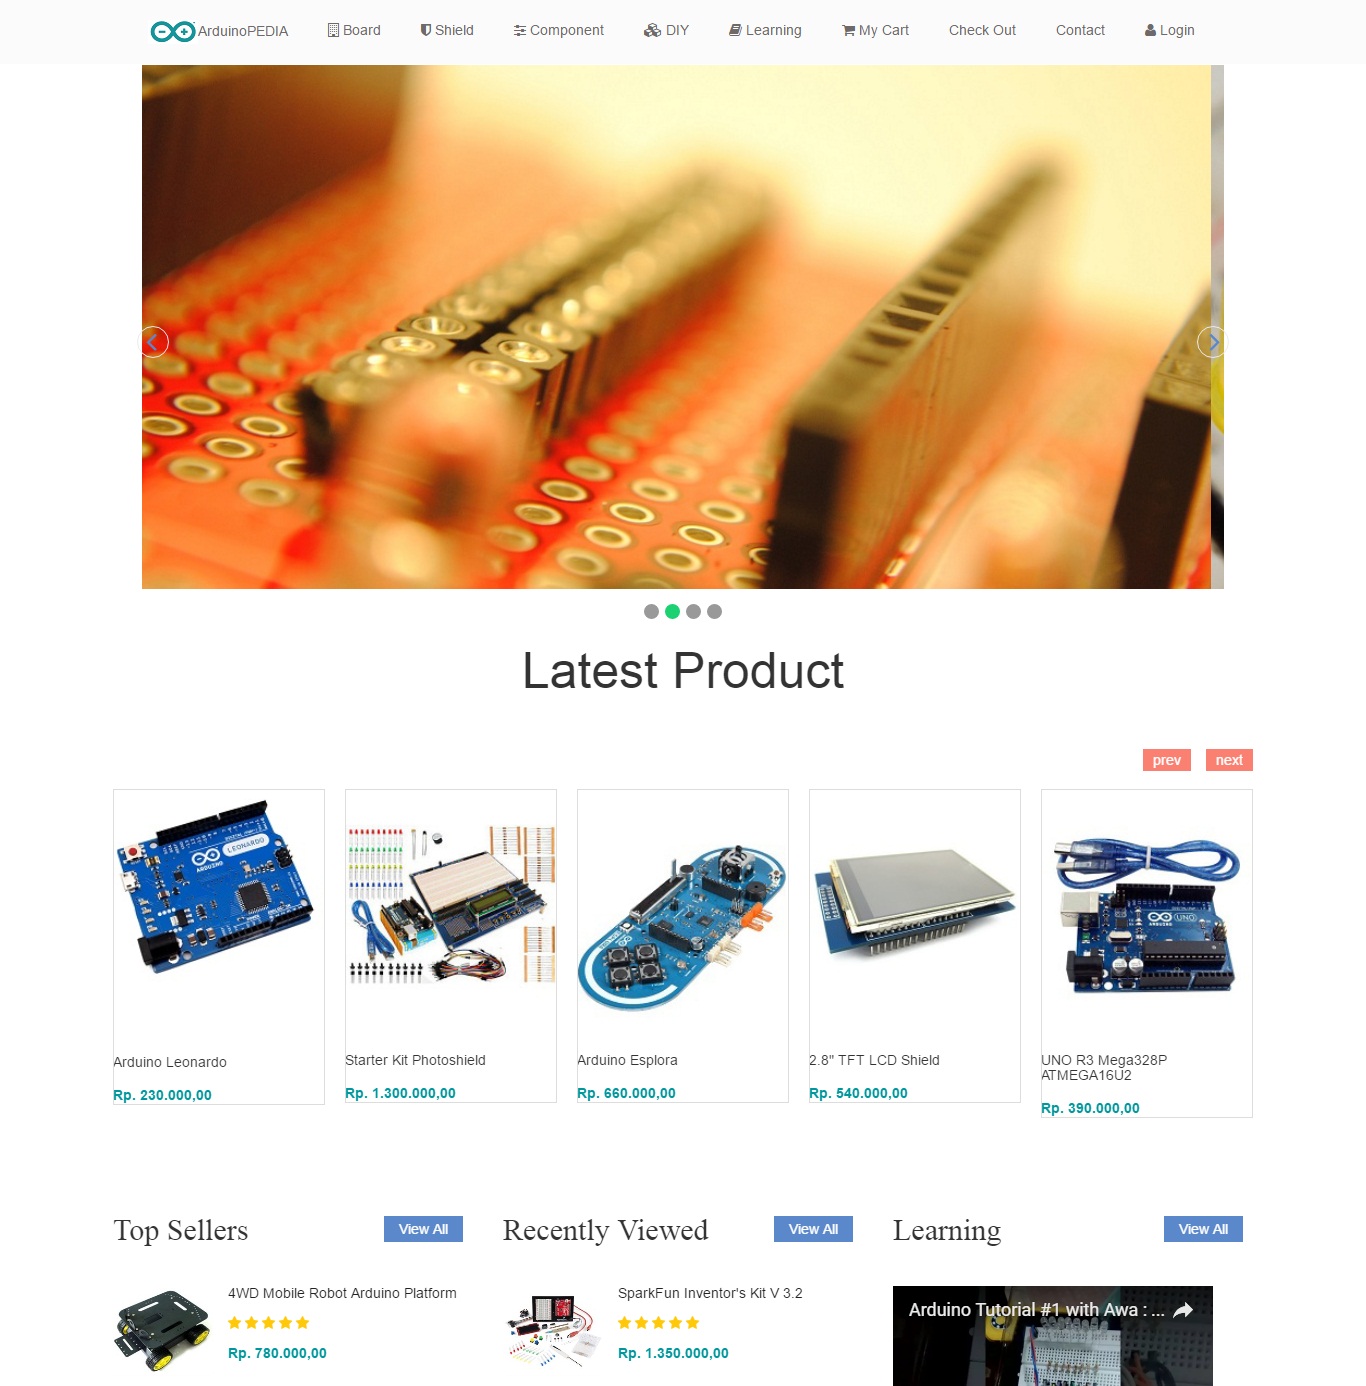 ArduinoPEDIA Board Shield Component DIY Learning My Cart Check Out Contact Login
Latest Product
prev next
LEONARDO
ARDUINO
UNO
Arduino Leonardo
Rp. 230.000,00
Starter Kit Photoshield
Rp. 1.300.000,00
Arduino Esplora
Rp. 660.000,00
2.8" TFT LCD Shield
Rp. 540.000,00
UNO R3 Mega328P
ATMEGA16U2
Rp. 390.000,00
Top Sellers View All
4WD Mobile Robot Arduino Platform
Rp. 780.000,00
Recently Viewed View All
SparkFun Inventor's Kit V 3.2
Rp. 1.350.000,00
Learning View All
Arduino Tutorial #1 with Awa : ...